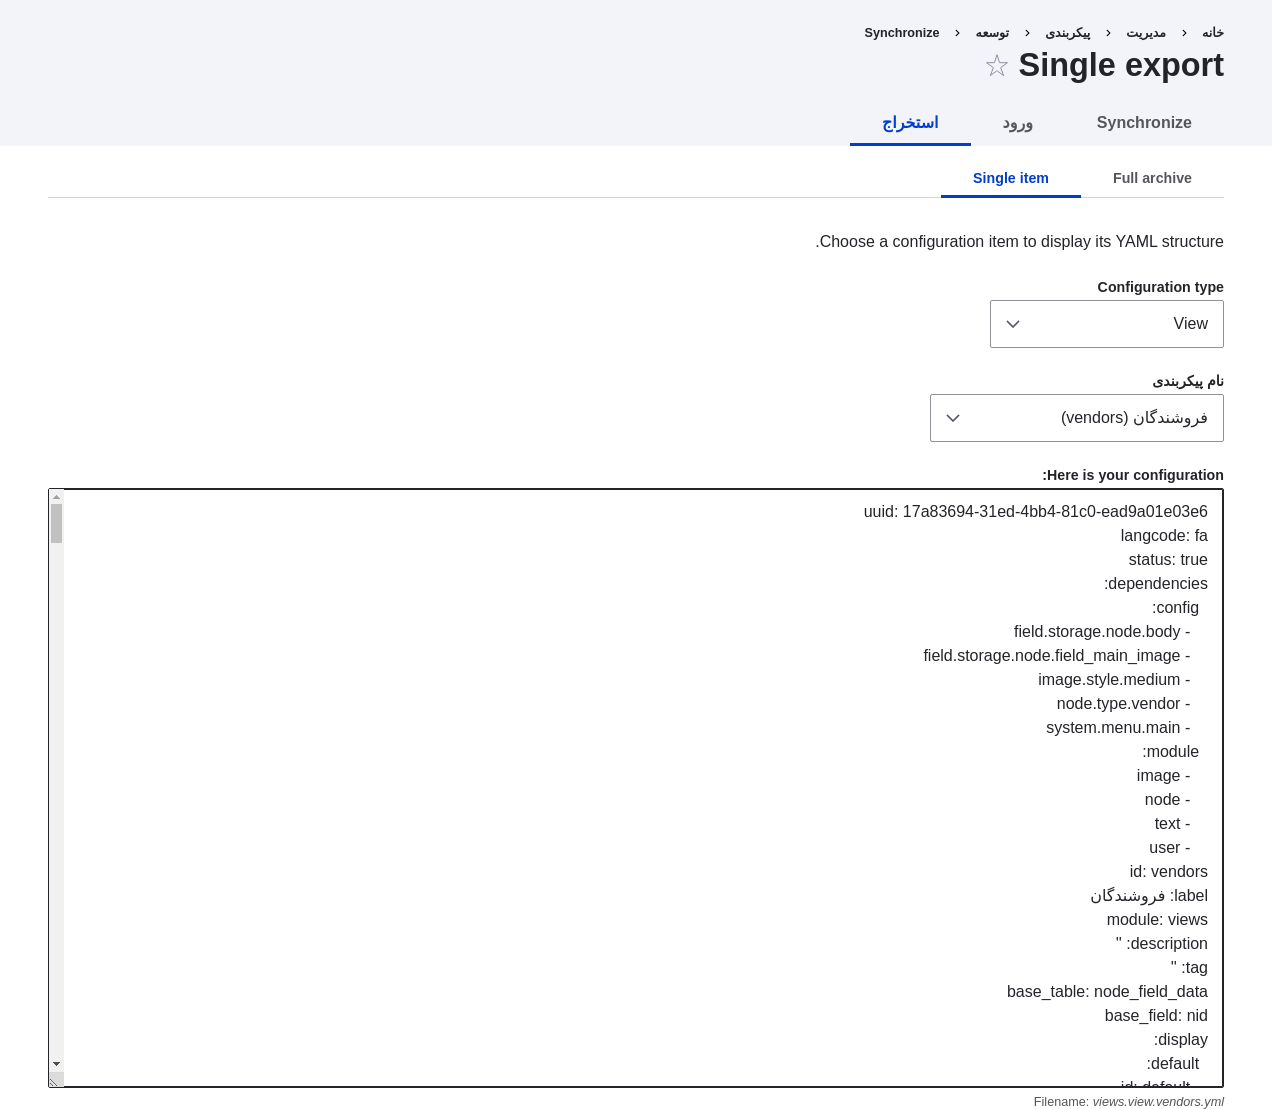 خانه › مدیریت › پیکربندی › توسعه › Synchronize
Single export ☆
Synchronize ورود استخراج
Full archive Single item
Choose a configuration item to display its YAML structure.
Configuration type
View
نام پیکربندی
فروشندگان (vendors)
Here is your configuration:
uuid: 17a83694-31ed-4bb4-81c0-ead9a01e03e6
langcode: fa
status: true
dependencies:
  config:
    - field.storage.node.body
    - field.storage.node.field_main_image
    - image.style.medium
    - node.type.vendor
    - system.menu.main
  module:
    - image
    - node
    - text
    - user
id: vendors
label: فروشندگان
module: views
description: ''
tag: ''
base_table: node_field_data
base_field: nid
display:
  default:
    id: default
Filename: views.view.vendors.yml